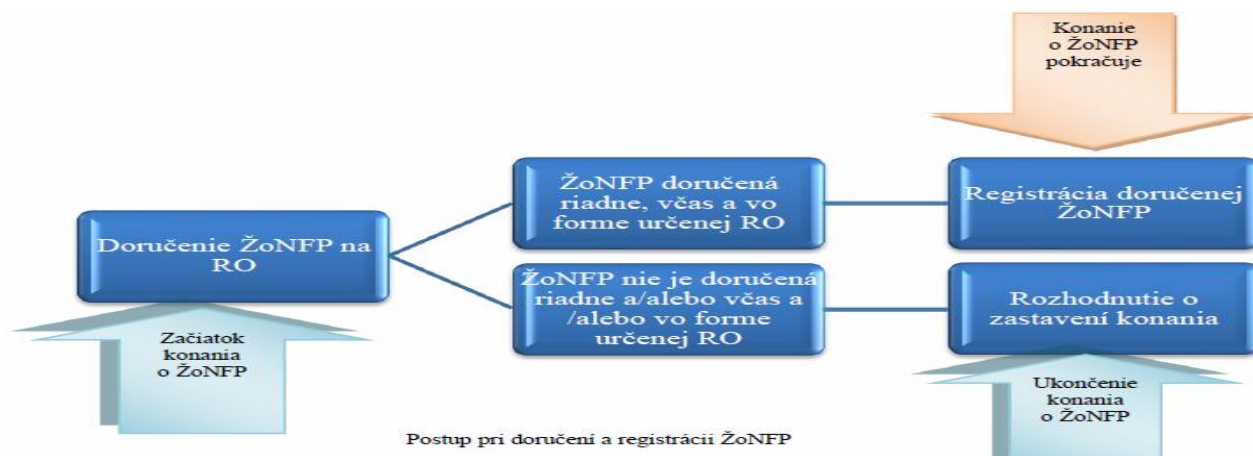 Konanie
o ŽoNFP
pokračuje
ŽoNFP doručená
riadne, včas a vo
forme určenej RO
Registrácia doručenej
ŽoNFP
Doručenie ŽoNFP na
RO
ŽoNFP nie je doručená
riadne a/alebo včas a
/alebo vo forme
určenej RO
Rozhodnutie o
zastavení konania
Začiatok
konania
o ŽoNFP
Ukončenie
konania
o ŽoNFP
Postup pri doručení a registrácii ŽoNFP